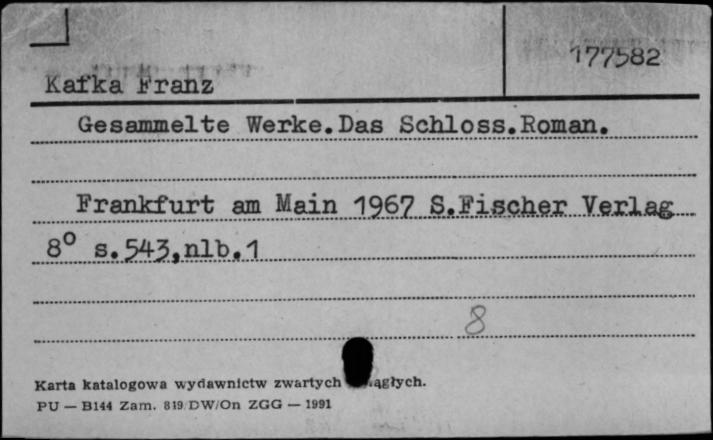 177582
Kafka Franz
Gesammelte Werke.Das Schloss.Roman.
Frankfurt am Main 1967 S.Fischer Verlag
8° s.543,nlb.1
8
Karta katalogowa wydawnictw zwartych
PU — B144 Zam. 819/DW/On ZGG — 1991